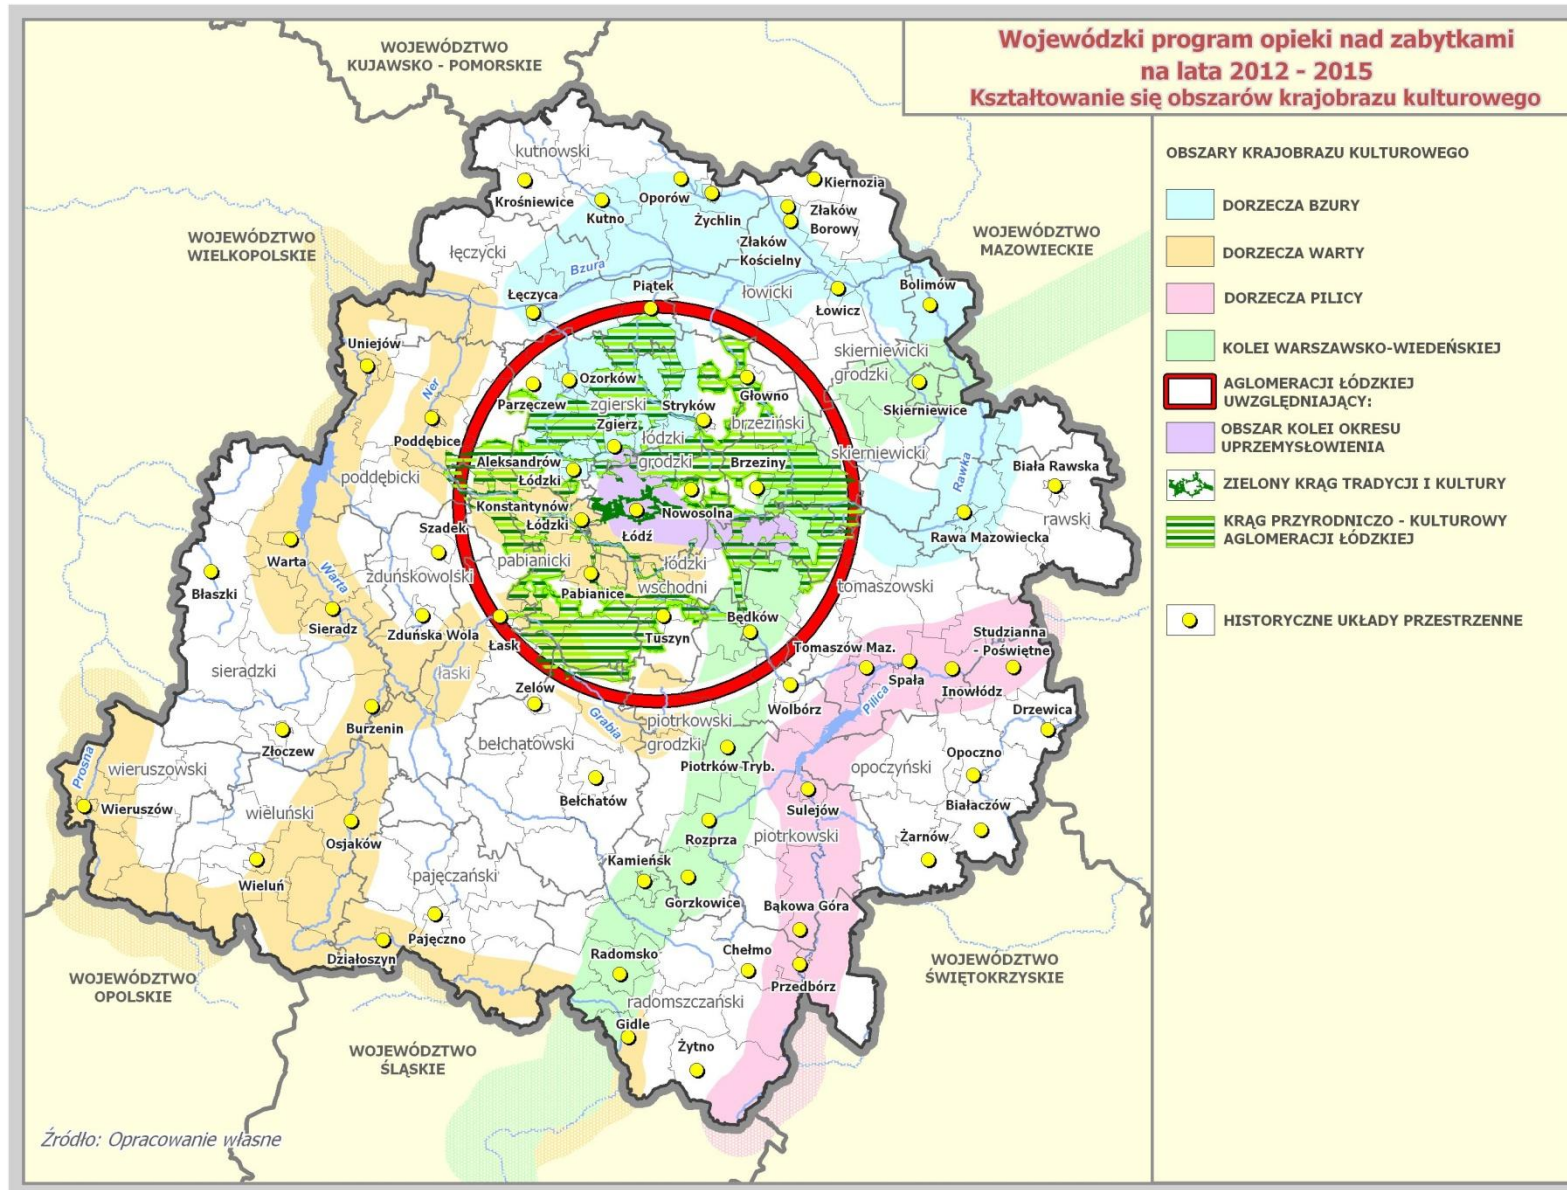 Wojewódzki program opieki nad zabytkami
na lata 2012 - 2015
Kształtowanie się obszarów krajobrazu kulturowego
OBSZARY KRAJOBRAZU KULTUROWEGO
DORZECZA BZURY
DORZECZA WARTY
DORZECZA PILICY
KOLEI WARSZAWSKO-WIEDEŃSKIEJ
AGLOMERACJI ŁÓDZKIEJ
UWZGLĘDNIAJĄCY:
OBSZAR KOLEI OKRESU
UPRZEMYSŁOWIENIA
ZIELONY KRĄG TRADYCJI I KULTURY
KRĄG PRZYRODNICZO - KULTUROWY
AGLOMERACJI ŁÓDZKIEJ
HISTORYCZNE UKŁADY PRZESTRZENNE
WOJEWÓDZTWO
KUJAWSKO - POMORSKIE
WOJEWÓDZTWO
WIELKOPOLSKIE
WOJEWÓDZTWO
MAZOWIECKIE
kutnowski
Krośniewice
Kutno
Oporów
Żychlin
Kiernozia
Złaków
Borowy
Złaków
Kościelny
łęczycki
Bzura
Łęczyca
Piątek
łowicki
Łowicz
Bolimów
Uniejów
Ner
Poddębice
poddębicki
Parzęczew
Ozorków
zgierski
Zgierz
Stryków
Głowno
brzeziński
Brzeziny
skierniewicki
grodzki
Skierniewice
skierniewicki
Rawka
Biała Rawska
rawski
Rawa Mazowiecka
łódzki
grodzki
Aleksandrów
Łódzki
Konstantynów
Łódzki
Nowosolna
Łódź
pabianicki
Pabianice
łódzki
wschodni
Szadek
Warta
Warta
Błaszki
Sieradz
zduńskowolski
Zduńska Wola
Łask
łaski
Tuszyn
Będków
tomaszowski
Tomaszów Maz.
Spała
Inowłódz
Studzianna
- Poświętne
Drzewica
sieradzki
Złoczew
Burzenin
Zelów
Grabia
bełchatowski
Bełchatów
piotrkowski
grodzki
Piotrków Tryb.
Wolbórz
Pilica
opoczyński
Opoczno
Białaczów
Żarnów
Sulejów
piotrkowski
Rozprza
Prosna
wieruszowski
Wieruszów
wieluński
Wieluń
Osjaków
pajęczański
Pajęczno
Działoszyn
Kamieńsk
Gorzkowice
Bąkowa Góra
Chełmo
Przedbórz
Radomsko
radomszczański
Gidle
Żytno
WOJEWÓDZTWO
OPOLSKIE
WOJEWÓDZTWO
ŚLĄSKIE
WOJEWÓDZTWO
ŚWIĘTOKRZYSKIE
Źródło: Opracowanie własne